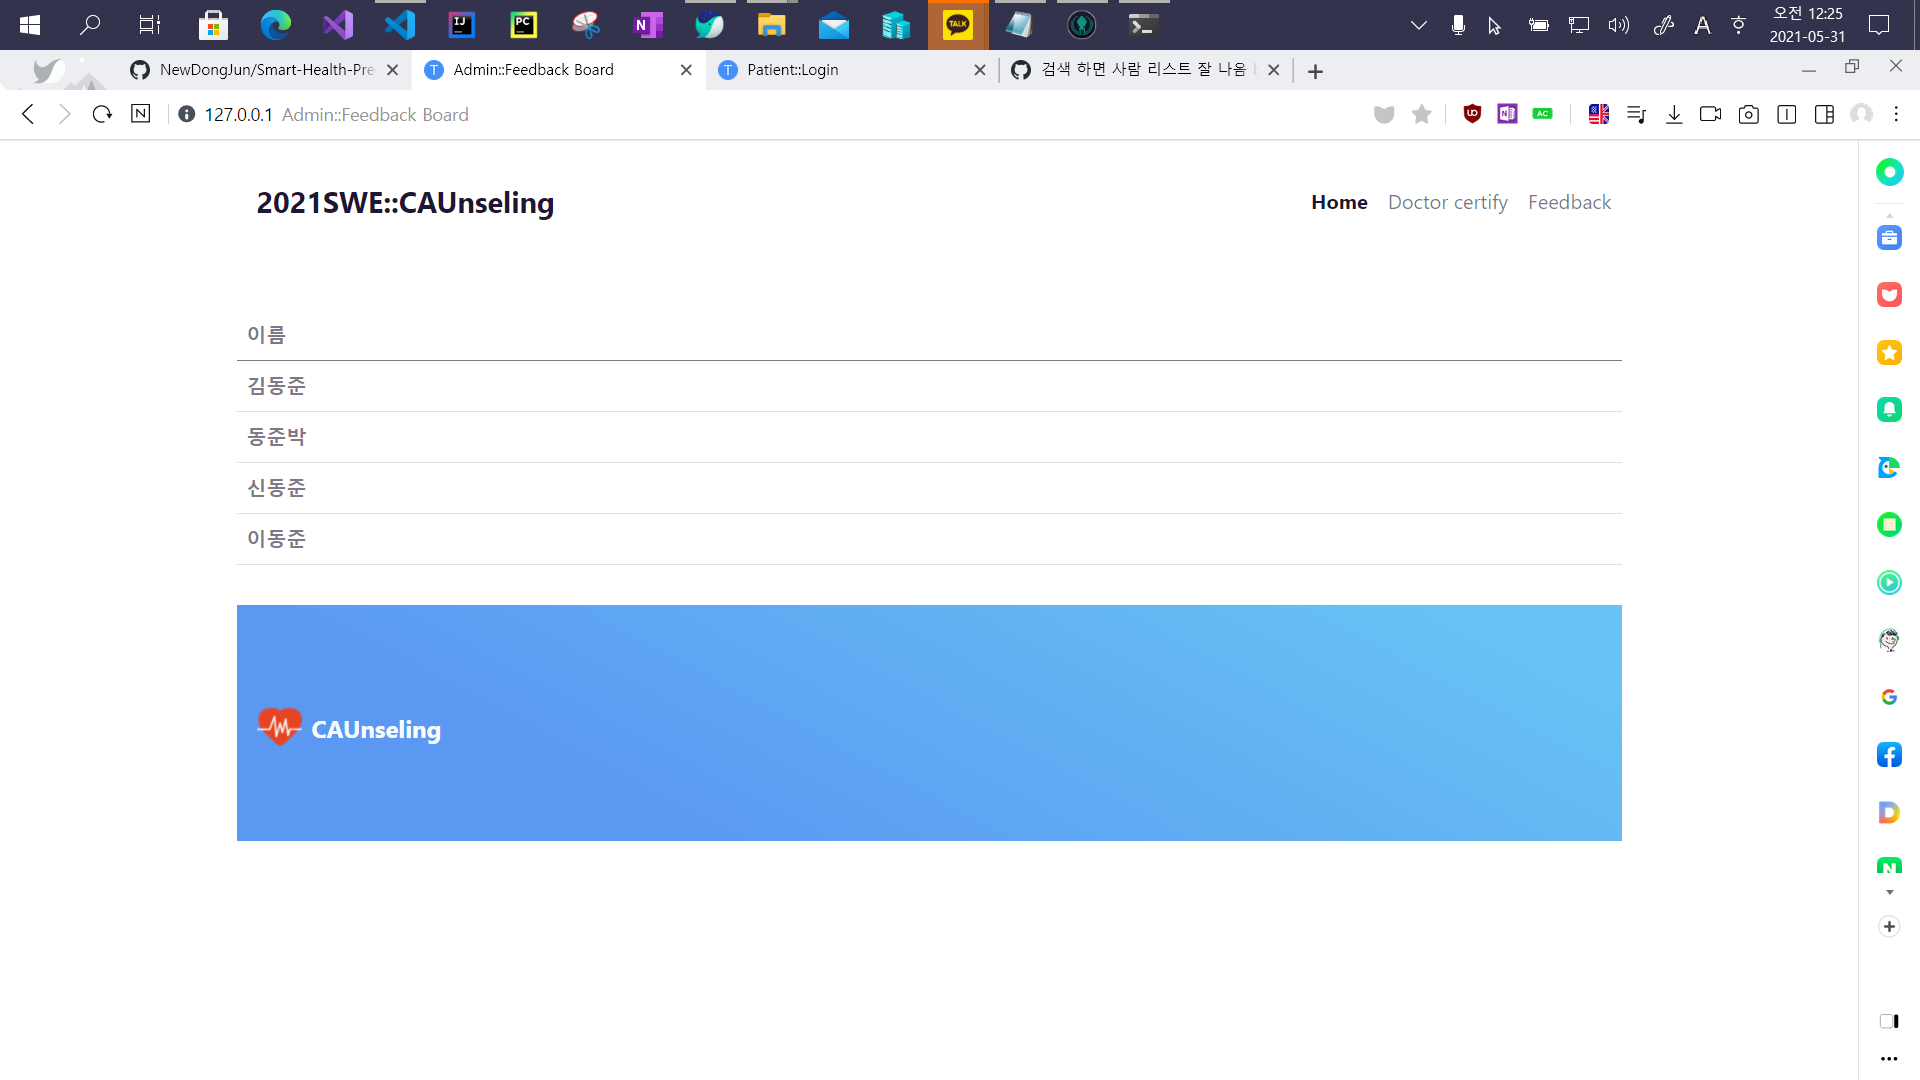 오전 12:25
2021-05-31
NewDongJun/Smart-Health-Pre
Admin::Feedback Board
Patient::Login
검색 하면 사람 리스트 잘 나옴
127.0.0.1 Admin::Feedback Board
2021SWE::CAUnseling
Home Doctor certify Feedback
이름
김동준
동준박
신동준
이동준
CAUnseling